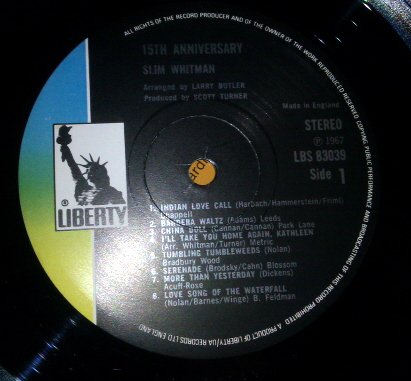 ALL RIGHTS OF THE RECORD PRODUCER AND OF THE OWNER OF THE WORK REPRODUCED RESERVED COPYING PUBLIC PERFORMANCE AND BROADCASTING OF THIS RECORD PROHIBITED. A PRODUCT OF LIBERTY/UA RECORDS LTD. ENGLAND
15TH ANNIVERSARY
SLIM WHITMAN
Arranged by LARRY BUTLER
Produced by SCOTT TURNER
Made in England
STEREO
Ⓟ 1967
LBS 83039
Side 1
® LIBERTY
1. INDIAN LOVE CALL (Harbach/Hammerstein/Friml)
Chappell
2. BANDERA WALTZ (Adams) Leeds
3. CHINA DOLL (Cannan/Cannan) Park Lane
4. I'LL TAKE YOU HOME AGAIN, KATHLEEN
(Arr. Whitman/Turner) Metric
5. TUMBLING TUMBLEWEEDS (Nolan)
Bradbury Wood
6. SERENADE (Brodsky/Cahn) Blossom
7. MORE THAN YESTERDAY (Dickens)
Acuff-Rose
8. LOVE SONG OF THE WATERFALL
(Nolan/Barnes/Winge) B. Feldman